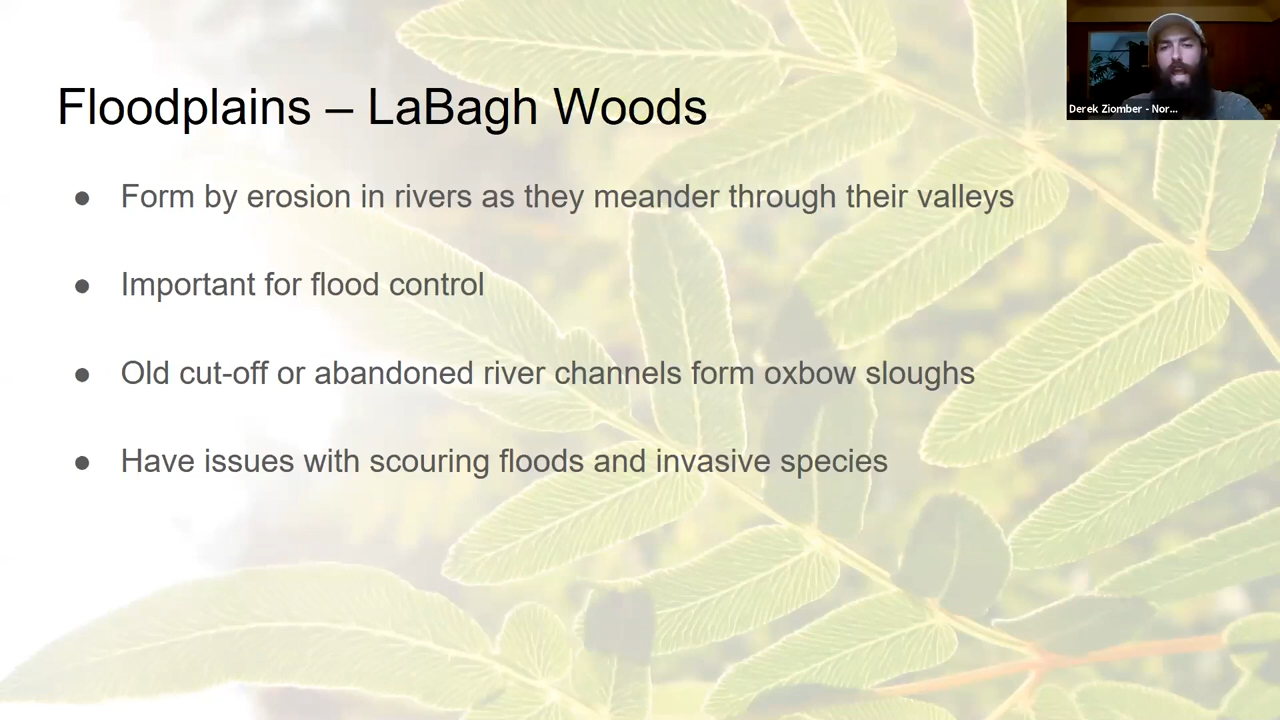 Floodplains – LaBagh Woods
● Form by erosion in rivers as they meander through their valleys
● Important for flood control
● Old cut-off or abandoned river channels form oxbow sloughs
● Have issues with scouring floods and invasive species
Derek Ziomber - Nor...